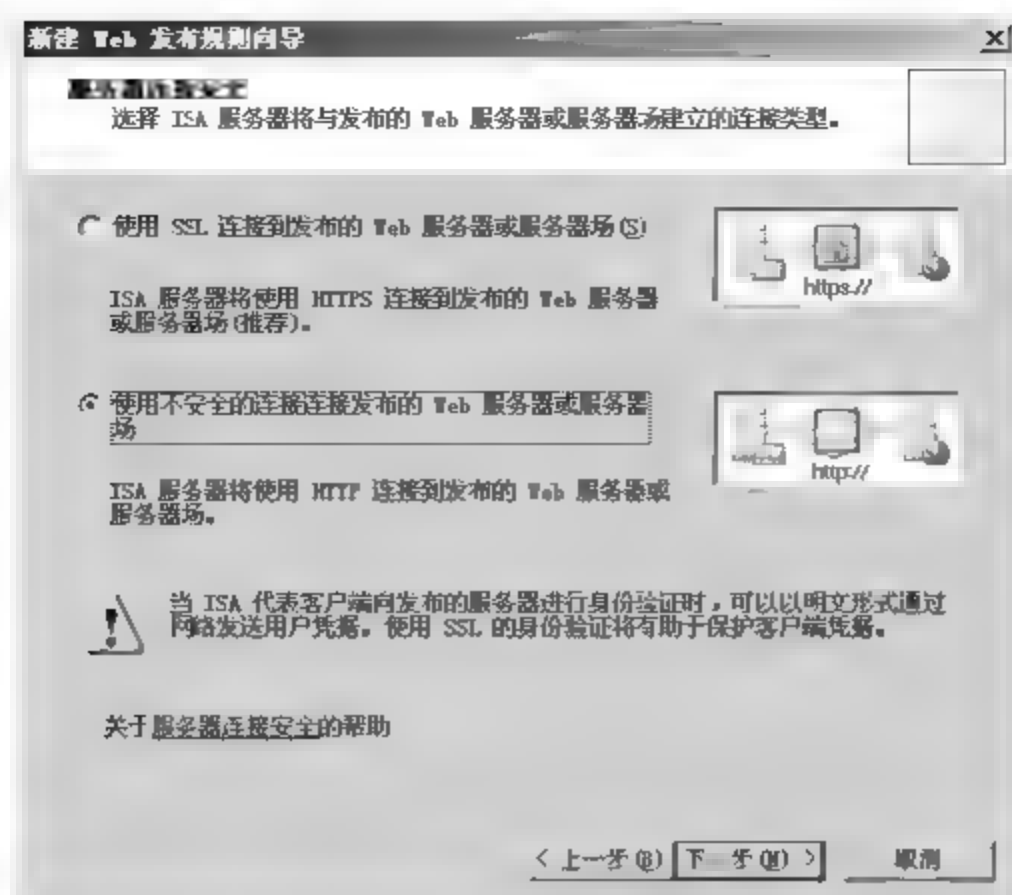 新建 Web 发布规则向导
服务器连接安全
选择 ISA 服务器将与发布的 Web 服务器或服务器场建立的连接类型。
使用 SSL 连接到发布的 Web 服务器或服务器场(S)
https://
ISA 服务器将使用 HTTPS 连接到发布的 Web 服务器
或服务器场(推荐)。
使用不安全的连接连接发布的 Web 服务器或服务器
场
http://
ISA 服务器将使用 HTTP 连接到发布的 Web 服务器或
服务器场。
当 ISA 代表客户端向发布的服务器进行身份验证时，可以以明文形式通过
网络发送用户凭据。使用 SSL 的身份验证将有助于保护客户端凭据。
关于服务器连接安全的帮助
< 上一步(B) 下一步(N) > 取消